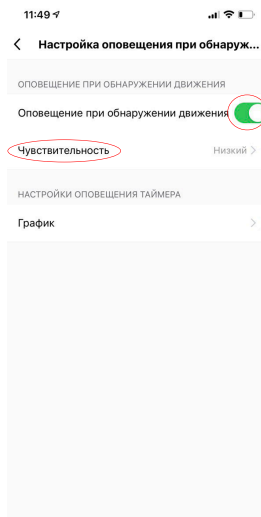 11:49
Настройка оповещения при обнаруж...
ОПОВЕЩЕНИЕ ПРИ ОБНАРУЖЕНИИ ДВИЖЕНИЯ
Оповещение при обнаружении движения
Чувствительность Низкий >
НАСТРОЙКИ ОПОВЕЩЕНИЯ ТАЙМЕРА
График >